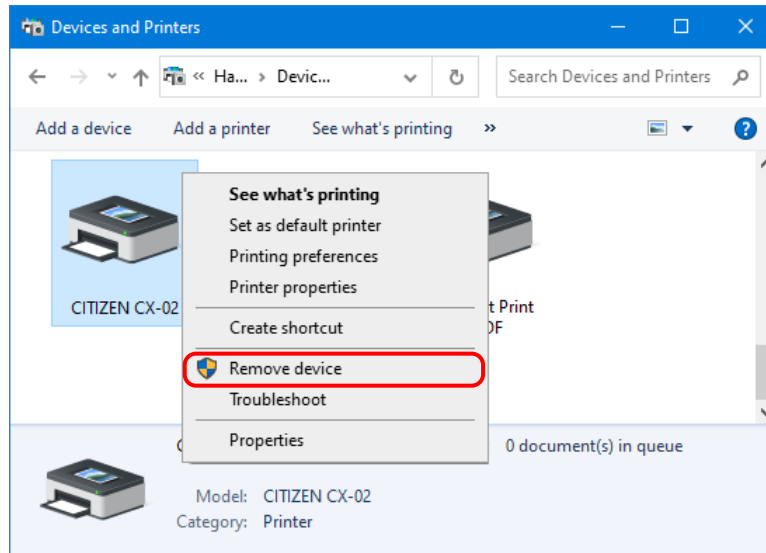 Devices and Printers
« Ha... > Devic...
Search Devices and Printers
Add a device
Add a printer
See what's printing
»
?
See what's printing
Set as default printer
Printing preferences
Printer properties
Create shortcut
Remove device
Troubleshoot
Properties
CITIZEN CX-02
t Print
DF
0 document(s) in queue
Model: CITIZEN CX-02
Category: Printer